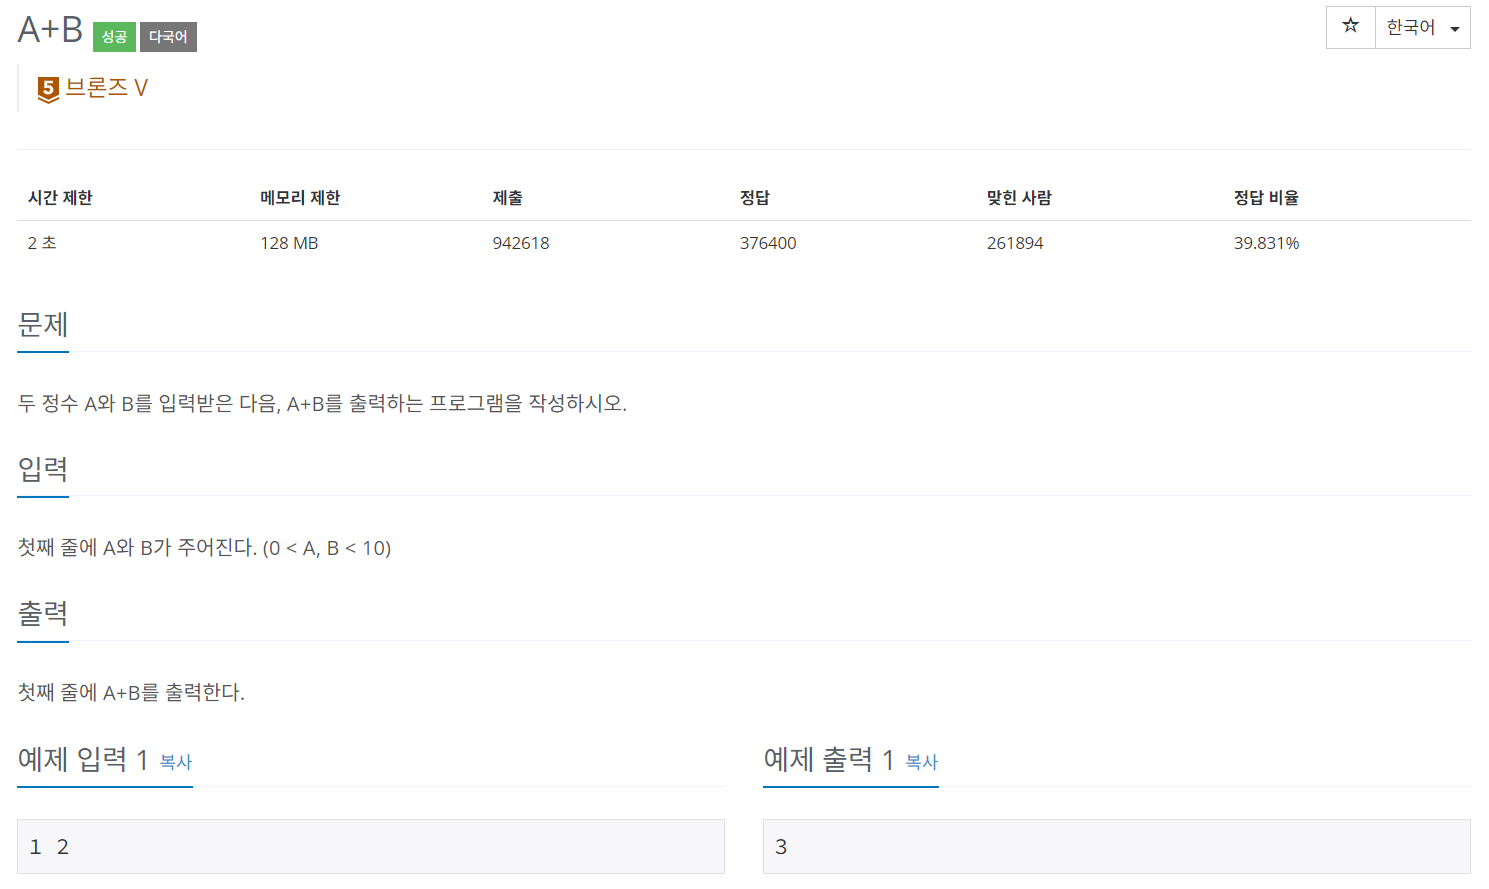 A+B 성공 다국어
한국어
5 브론즈 V
시간 제한 메모리 제한 제출 정답 맞힌 사람 정답 비율
2 초 128 MB 942618 376400 261894 39.831%
문제
두 정수 A와 B를 입력받은 다음, A+B를 출력하는 프로그램을 작성하시오.
입력
첫째 줄에 A와 B가 주어진다. (0 < A, B < 10)
출력
첫째 줄에 A+B를 출력한다.
예제 입력 1 복사
1 2
예제 출력 1 복사
3